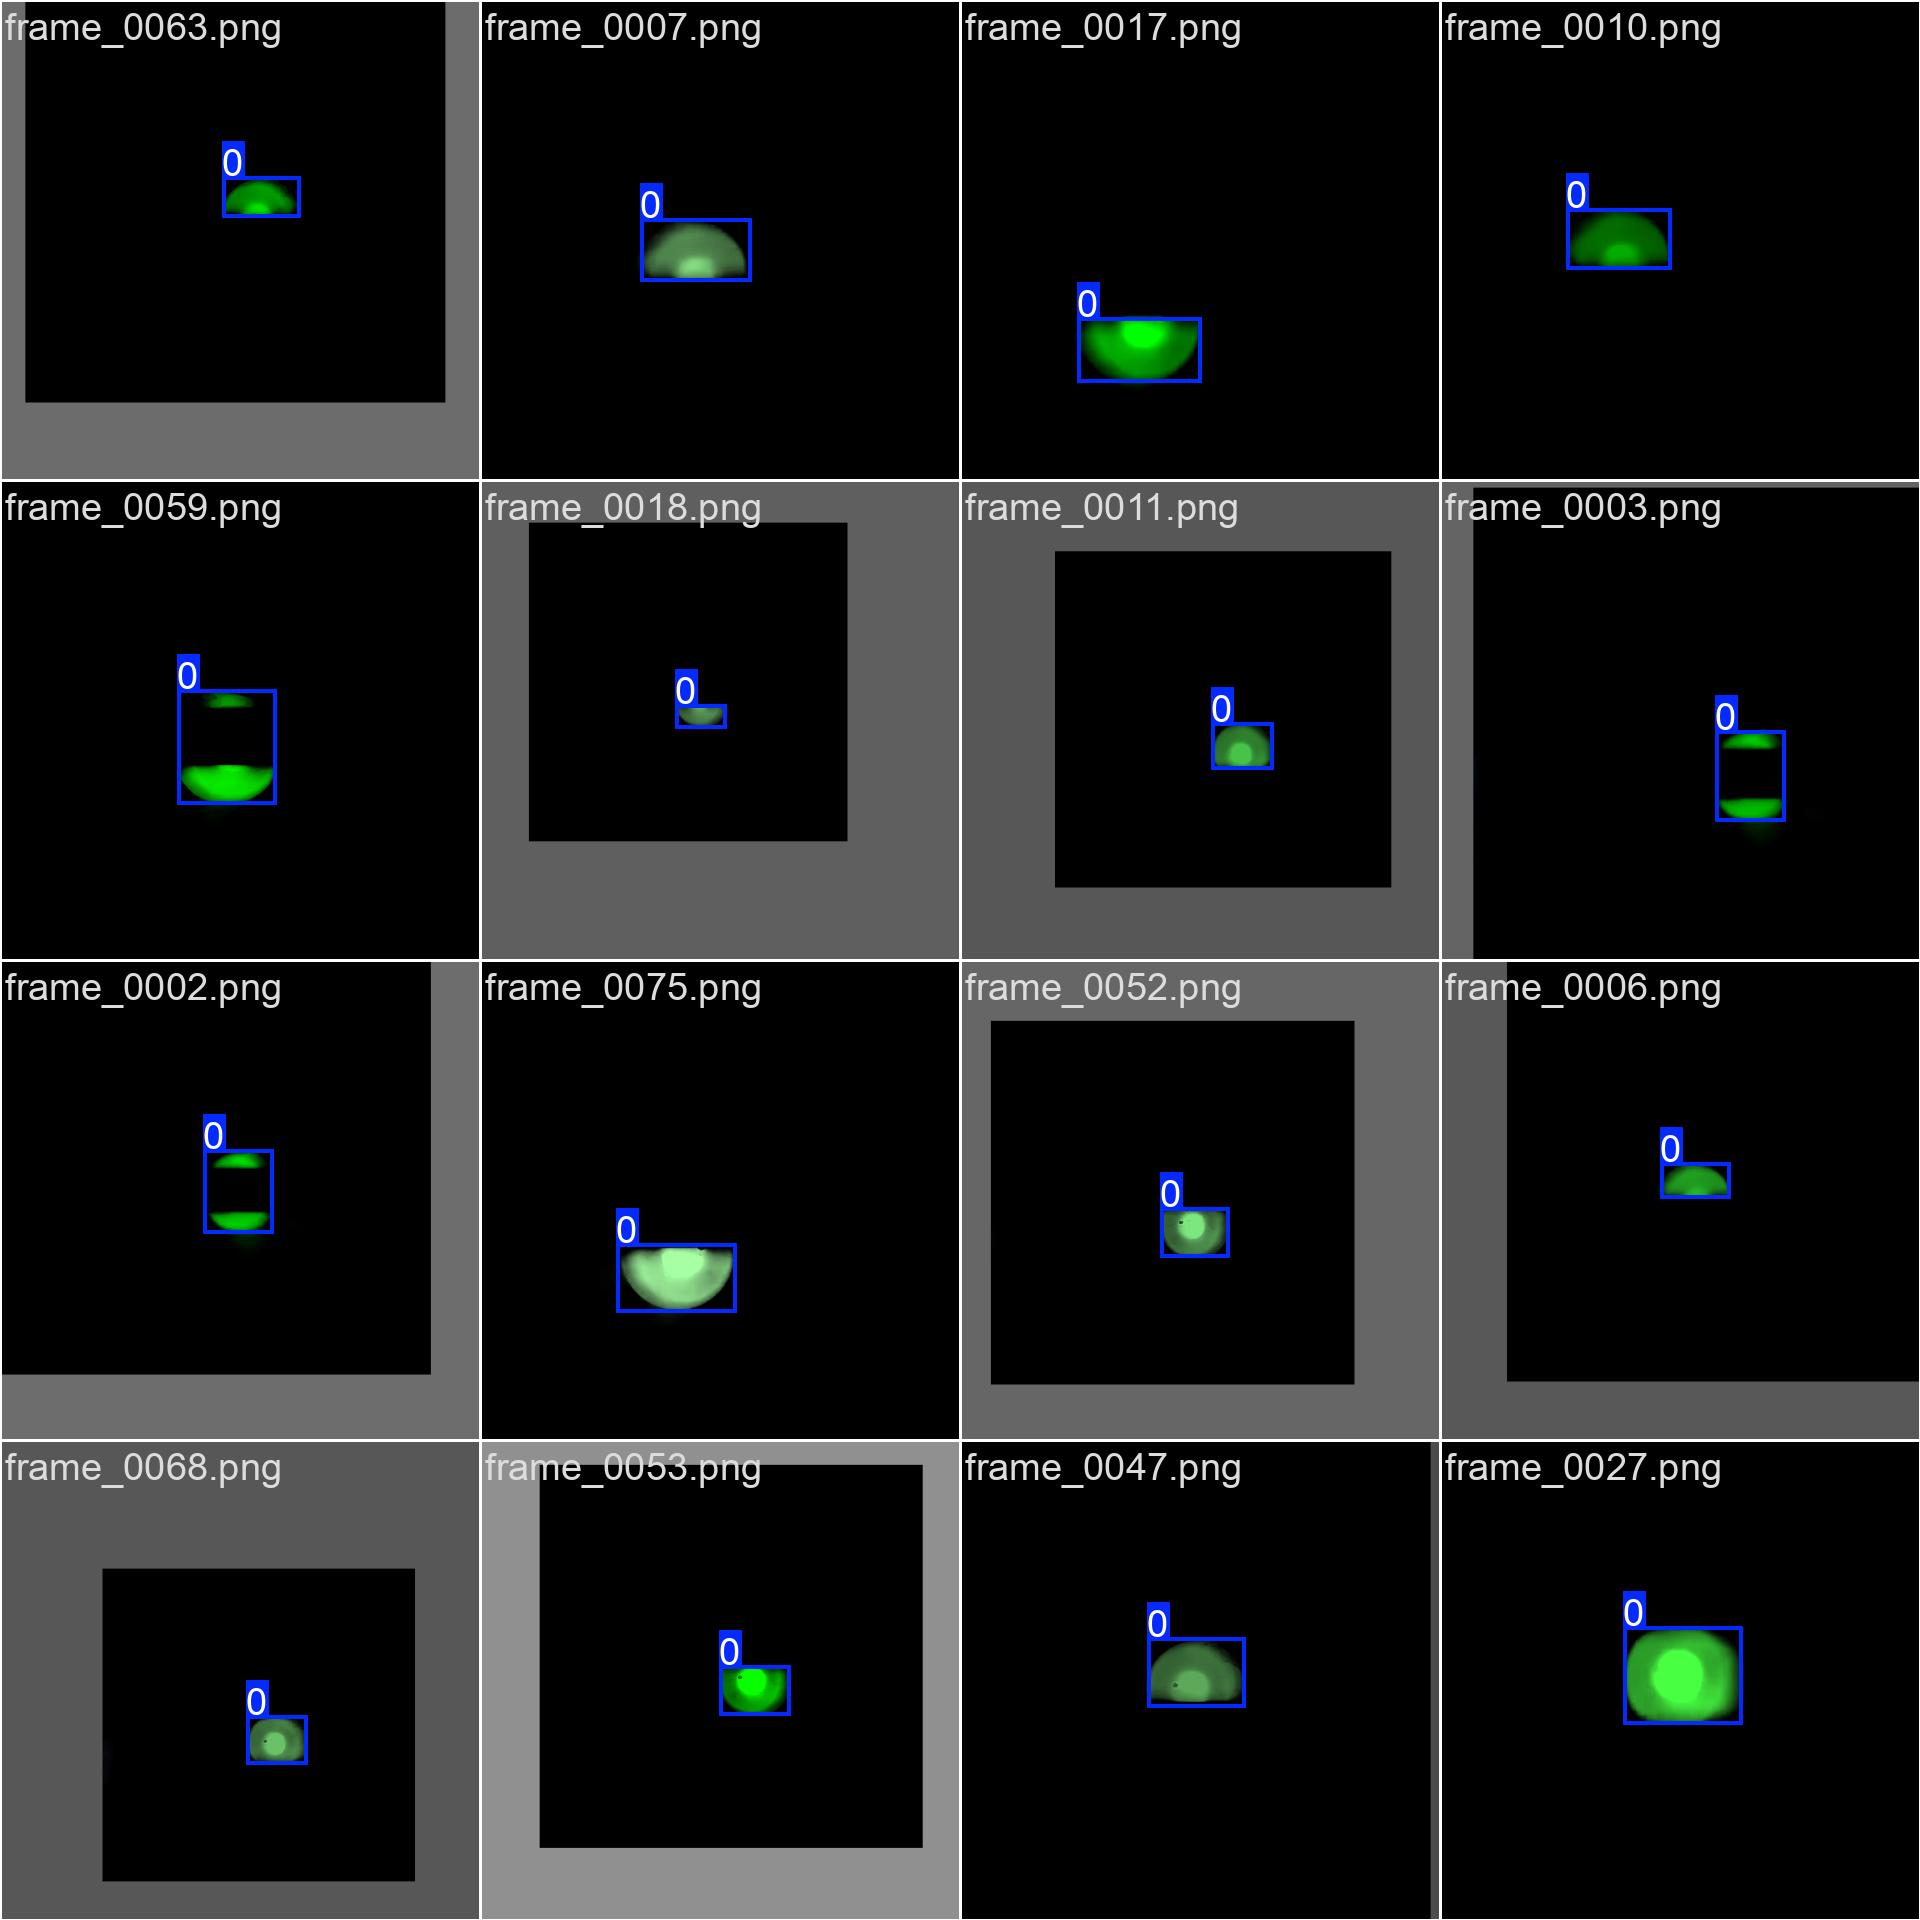 frame_0063.png
frame_0007.png
frame_0017.png
frame_0010.png
0
0
0
0
frame_0059.png
frame_0018.png
frame_0011.png
frame_0003.png
0
0
0
0
frame_0002.png
frame_0075.png
frame_0052.png
frame_0006.png
0
0
0
0
frame_0068.png
frame_0053.png
frame_0047.png
frame_0027.png
0
0
0
0